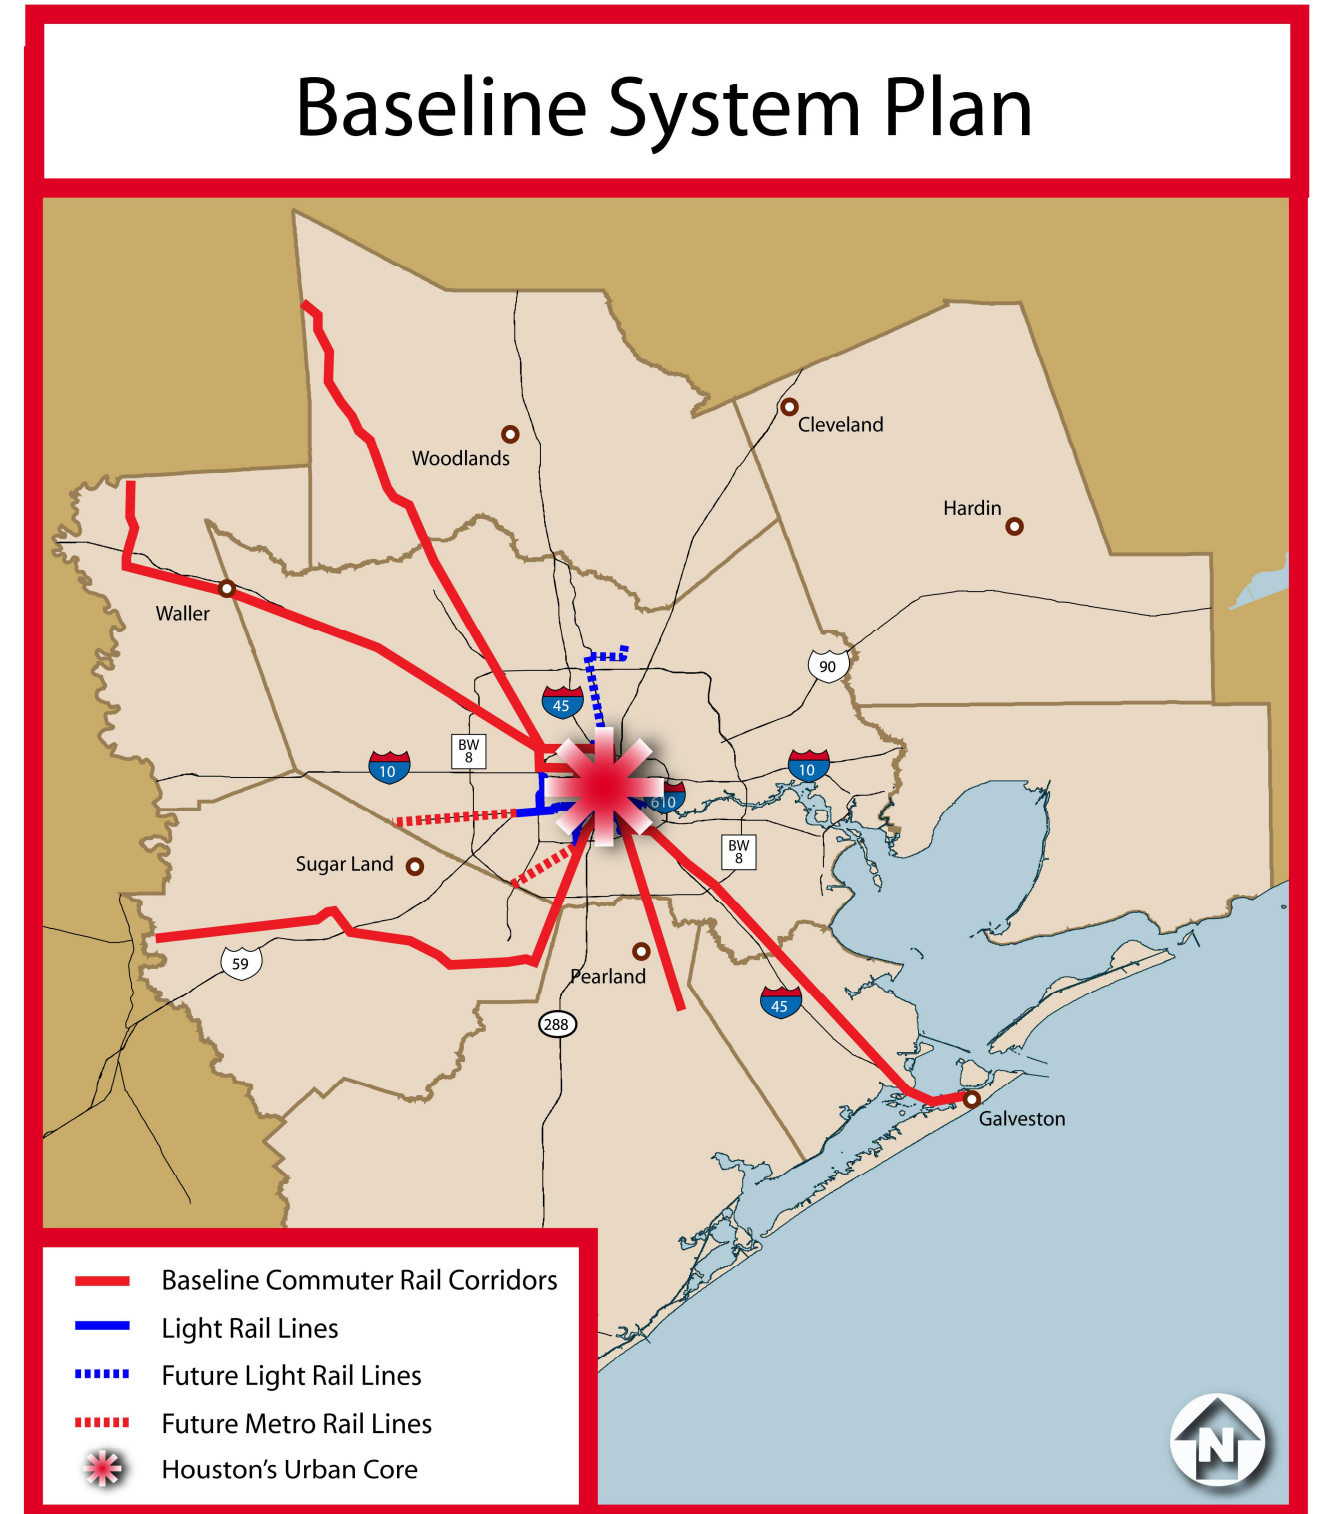 Baseline System Plan
Cleveland
Woodlands
Hardin
Waller
90
45
BW
8
10
10
610
BW
8
Sugar Land
59
Pearland
45
288
Galveston
Baseline Commuter Rail Corridors
Light Rail Lines
Future Light Rail Lines
Future Metro Rail Lines
Houston's Urban Core
N